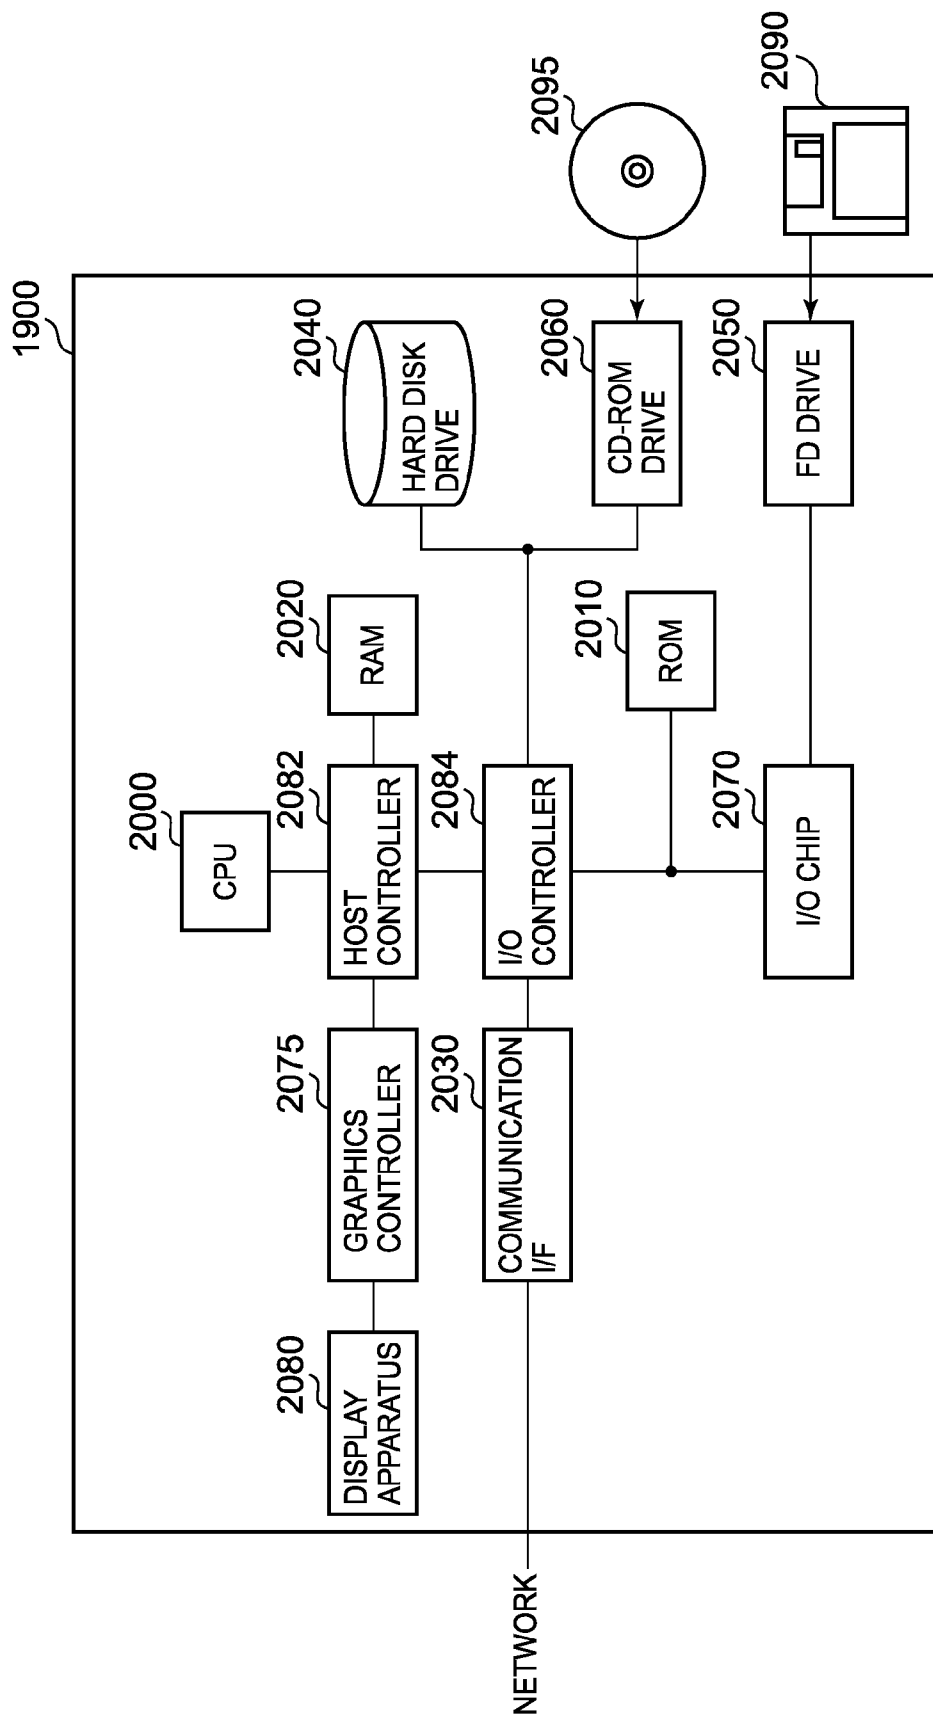 1900
2000
CPU
2080
DISPLAY
APPARATUS
2075
GRAPHICS
CONTROLLER
2082
HOST
CONTROLLER
2020
RAM
2040
HARD DISK
DRIVE
NETWORK
2030
COMMUNICATION
I/F
2084
I/O
CONTROLLER
2060
CD-ROM
DRIVE
2095
2010
ROM
2070
I/O CHIP
2050
FD DRIVE
2090